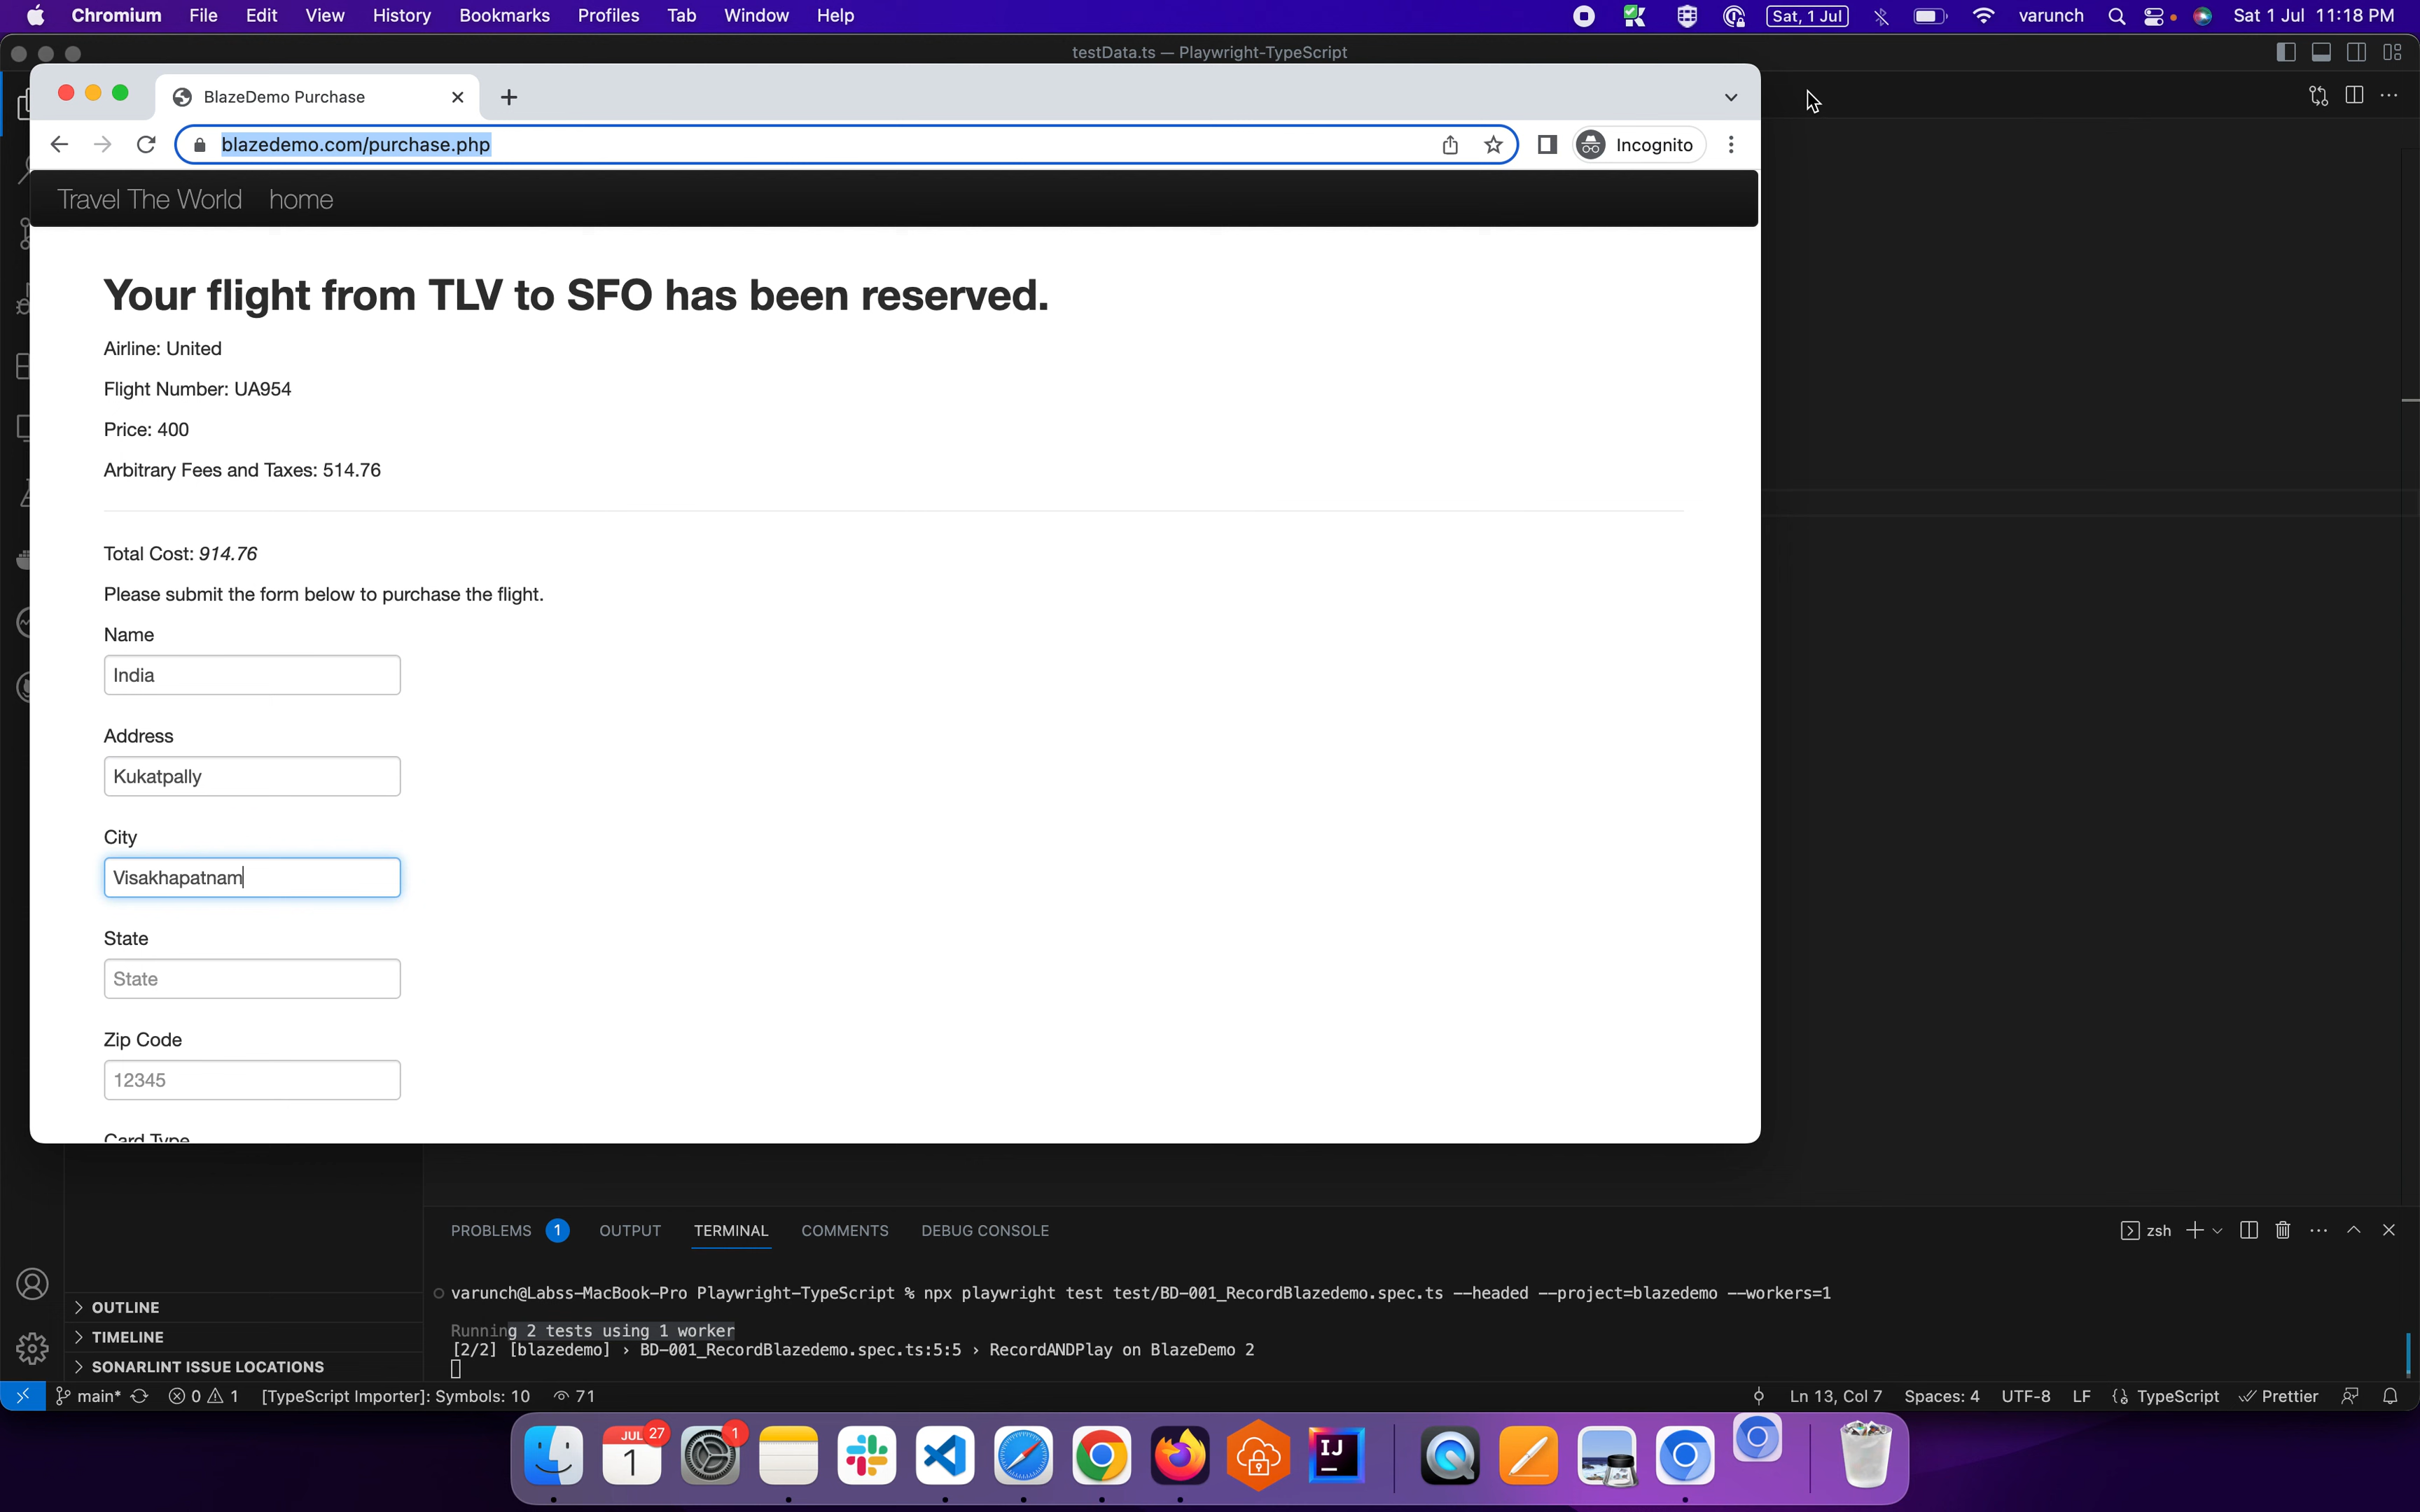 Chromium File Edit View History Bookmarks Profiles Tab Window Help Sat, 1 Jul varunch Sat 1 Jul 11:18 PM
testData.ts — Playwright-TypeScript
BlazeDemo Purchase
blazedemo.com/purchase.php Incognito
Travel The World home
Your flight from TLV to SFO has been reserved.
Airline: United
Flight Number: UA954
Price: 400
Arbitrary Fees and Taxes: 514.76
Total Cost: 914.76
Please submit the form below to purchase the flight.
Name
India
Address
Kukatpally
City
Visakhapatnam
State
State
Zip Code
12345
Card Type
PROBLEMS 1 OUTPUT TERMINAL COMMENTS DEBUG CONSOLE zsh
varunch@Labss-MacBook-Pro Playwright-TypeScript % npx playwright test test/BD-001_RecordBlazedemo.spec.ts --headed --project=blazedemo --workers=1
Running 2 tests using 1 worker
[2/2] [blazedemo] › BD-001_RecordBlazedemo.spec.ts:5:5 › RecordANDPlay on BlazeDemo 2
OUTLINE
TIMELINE
SONARLINT ISSUE LOCATIONS
main* 0 1 [TypeScript Importer]: Symbols: 10 71 Ln 13, Col 7 Spaces: 4 UTF-8 LF TypeScript Prettier
JUL 27
1
1
IJ